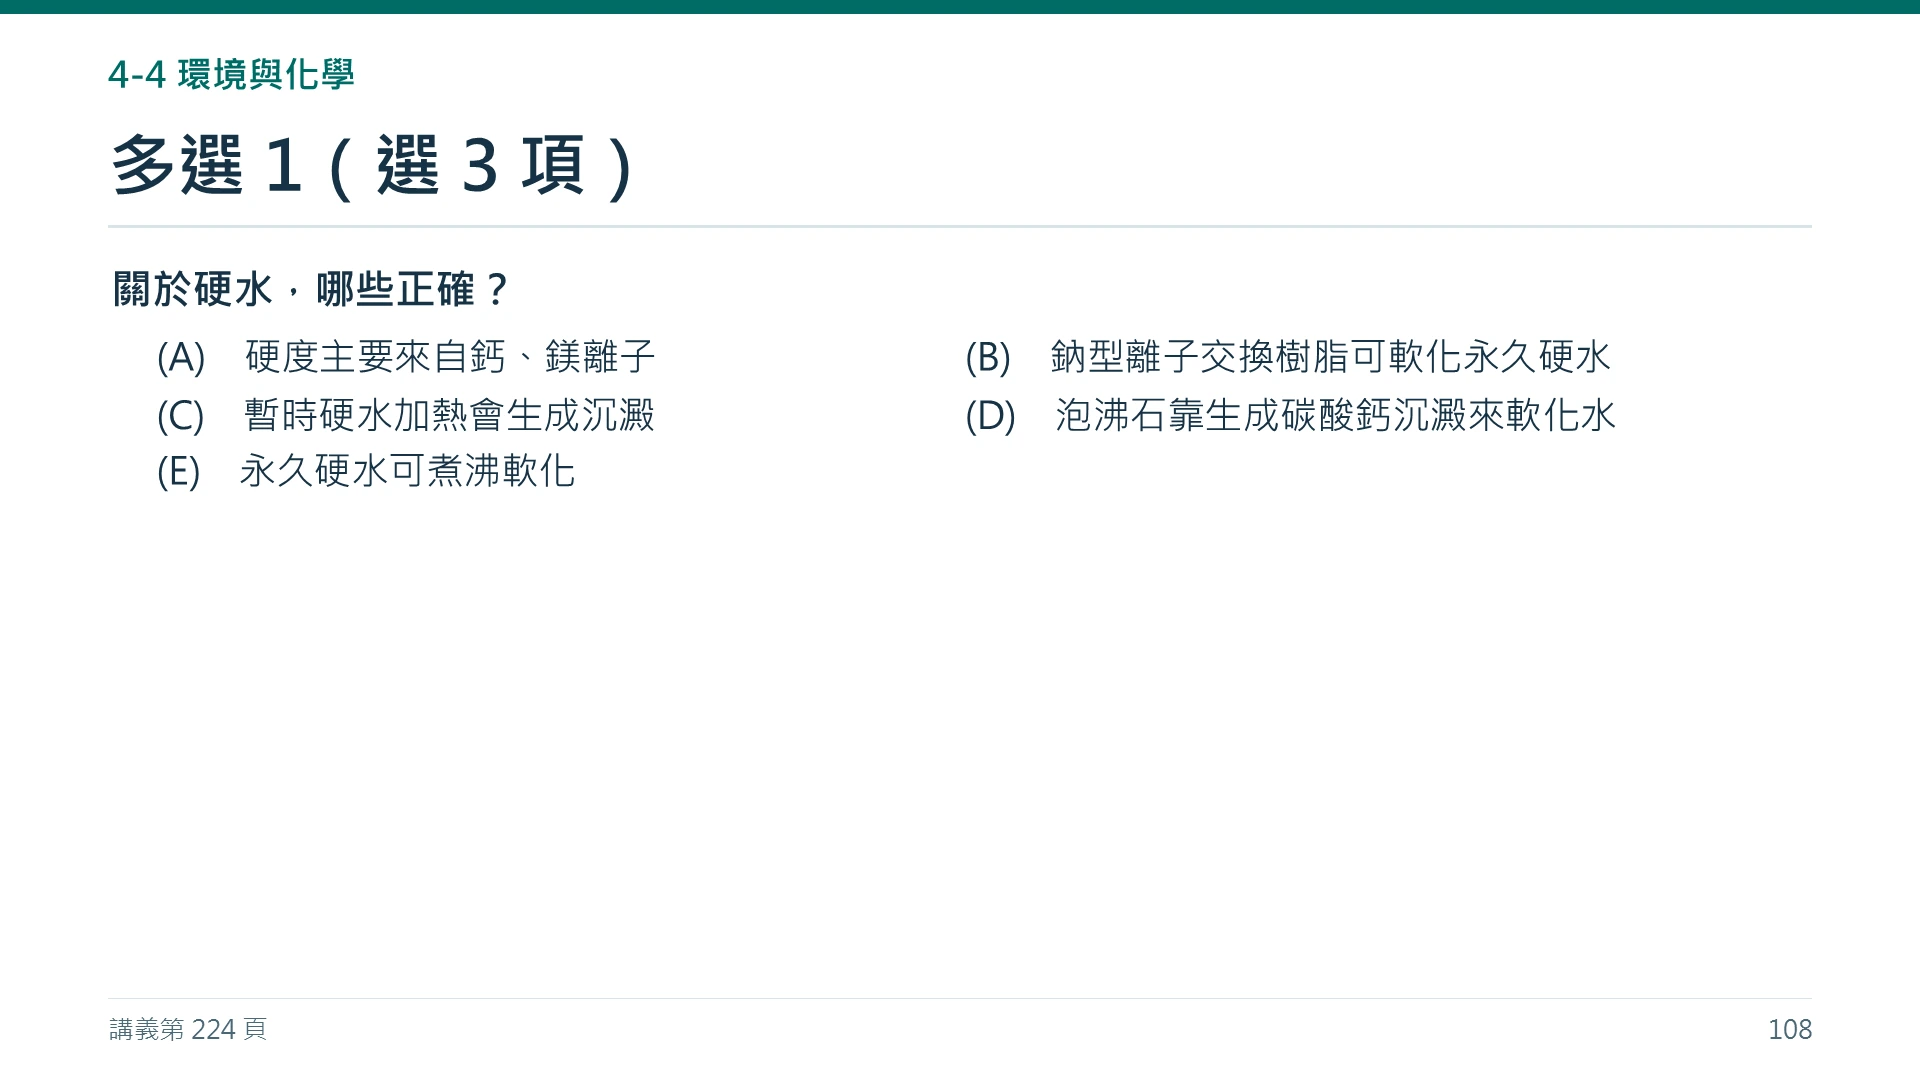 4-4 環境與化學
多選 1（選 3 項）
關於硬水，哪些正確？
(A) 硬度主要來自鈣、鎂離子
(B) 鈉型離子交換樹脂可軟化永久硬水
(C) 暫時硬水加熱會生成沉澱
(D) 泡沸石靠生成碳酸鈣沉澱來軟化水
(E) 永久硬水可煮沸軟化
講義第 224 頁
108